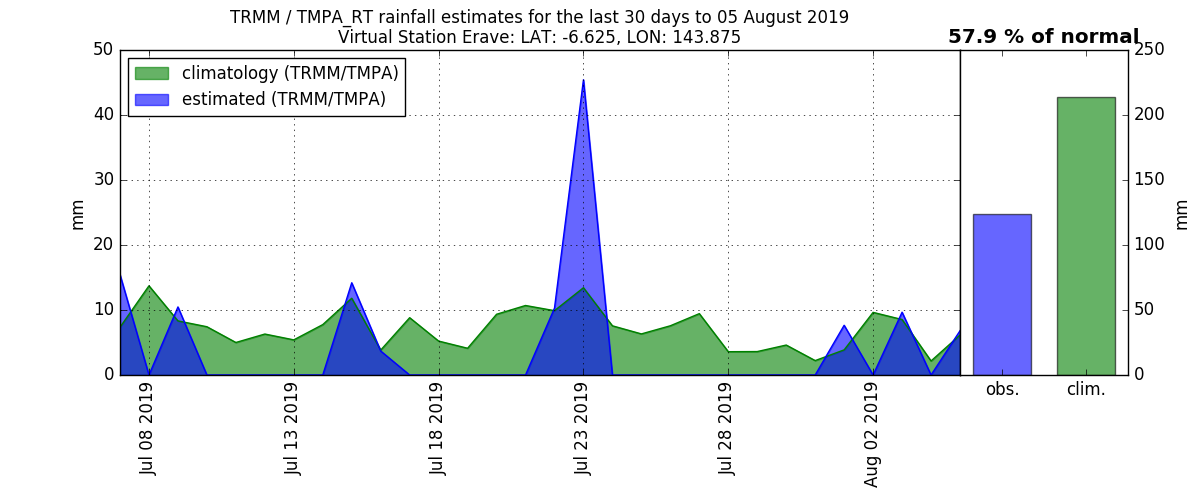 TRMM / TMPA_RT rainfall estimates for the last 30 days to 05 August 2019
Virtual Station Erave: LAT: -6.625, LON: 143.875
57.9 % of normal
climatology (TRMM/TMPA)
estimated (TRMM/TMPA)
50
40
30
20
10
0
mm
Jul 08 2019
Jul 13 2019
Jul 18 2019
Jul 23 2019
Jul 28 2019
Aug 02 2019
obs.
clim.
250
200
150
100
50
0
mm